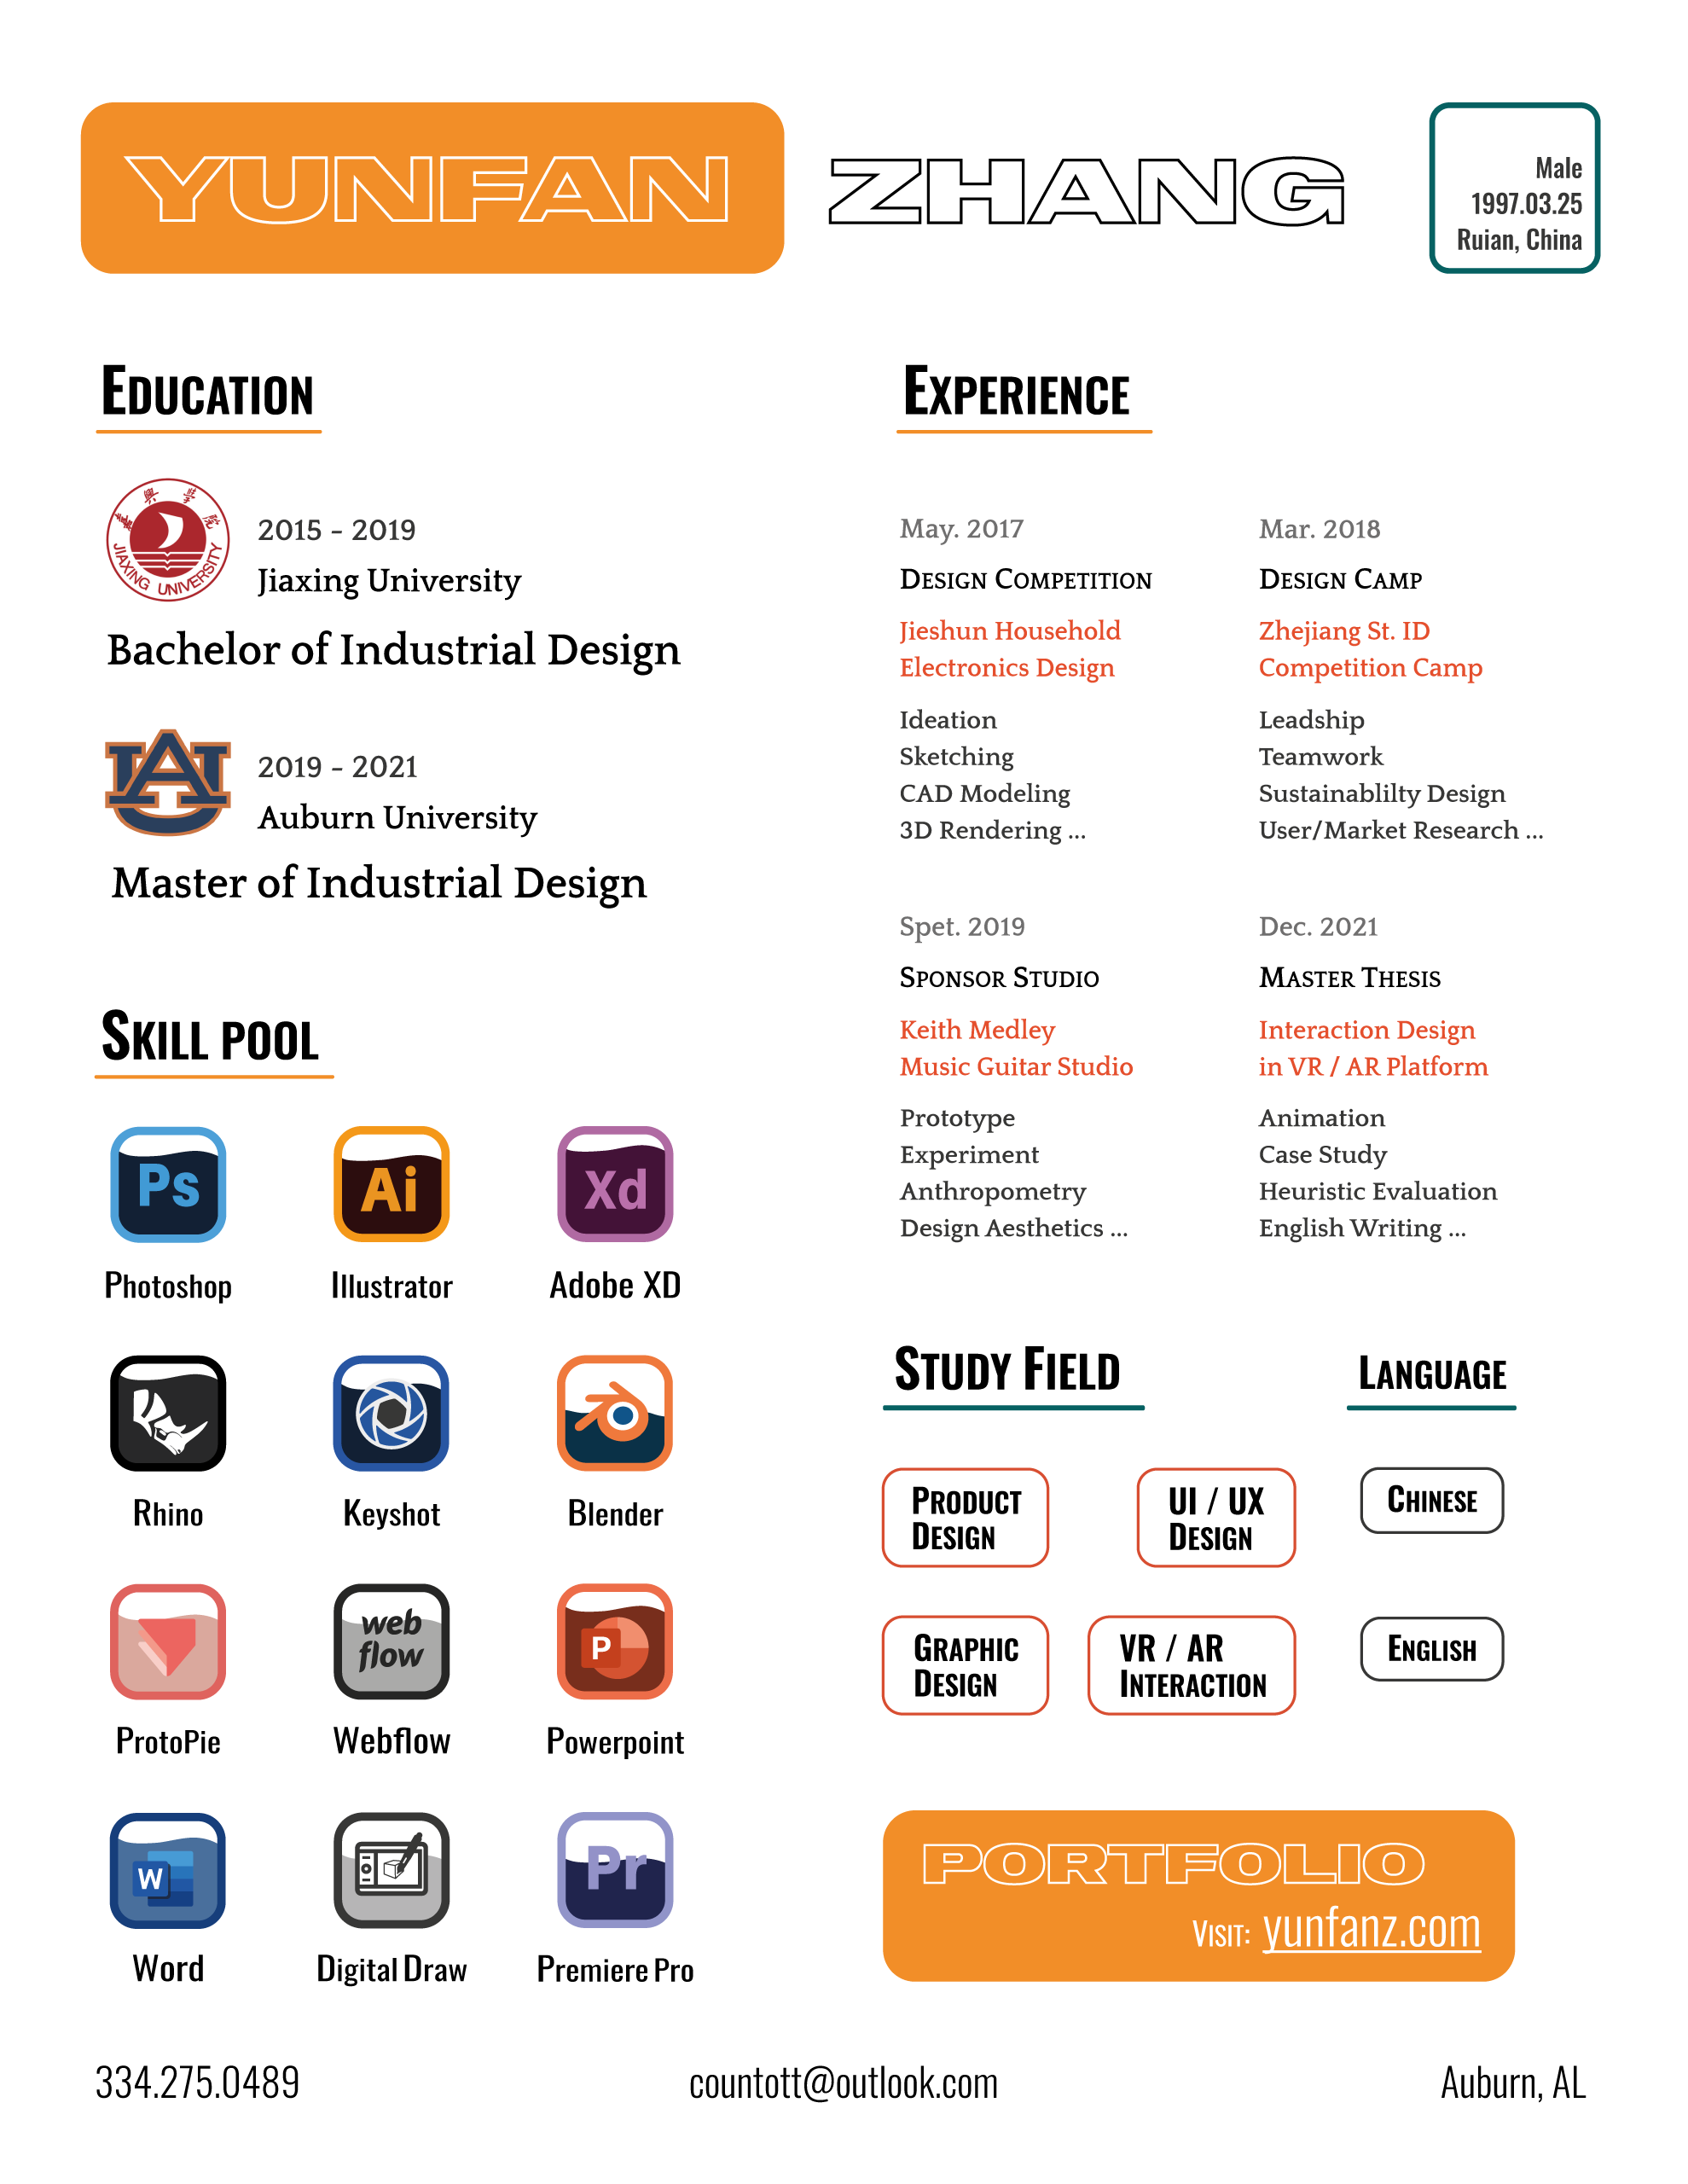 YUNFAN ZHANG
Male
1997.03.25
Ruian, China
EDUCATION
嘉興學院
JIAXING UNIVERSITY
2015 - 2019
Jiaxing University
Bachelor of Industrial Design
AU
2019 - 2021
Auburn University
Master of Industrial Design
SKILL POOL
Ps
Photoshop
Ai
Illustrator
Xd
Adobe XD
Rhino
Keyshot
Blender
ProtoPie
web
flow
Webflow
P
Powerpoint
W
Word
Digital Draw
Pr
Premiere Pro
EXPERIENCE
May. 2017
DESIGN COMPETITION
Jieshun Household
Electronics Design
Ideation
Sketching
CAD Modeling
3D Rendering ...
Mar. 2018
DESIGN CAMP
Zhejiang St. ID
Competition Camp
Leadship
Teamwork
Sustainablilty Design
User/Market Research ...
Spet. 2019
SPONSOR STUDIO
Keith Medley
Music Guitar Studio
Prototype
Experiment
Anthropometry
Design Aesthetics ...
Dec. 2021
MASTER THESIS
Interaction Design
in VR / AR Platform
Animation
Case Study
Heuristic Evaluation
English Writing ...
STUDY FIELD
PRODUCT
DESIGN
UI / UX
DESIGN
GRAPHIC
DESIGN
VR / AR
INTERACTION
LANGUAGE
CHINESE
ENGLISH
PORTFOLIO
VISIT: yunfanz.com
334.275.0489
countott@outlook.com
Auburn, AL